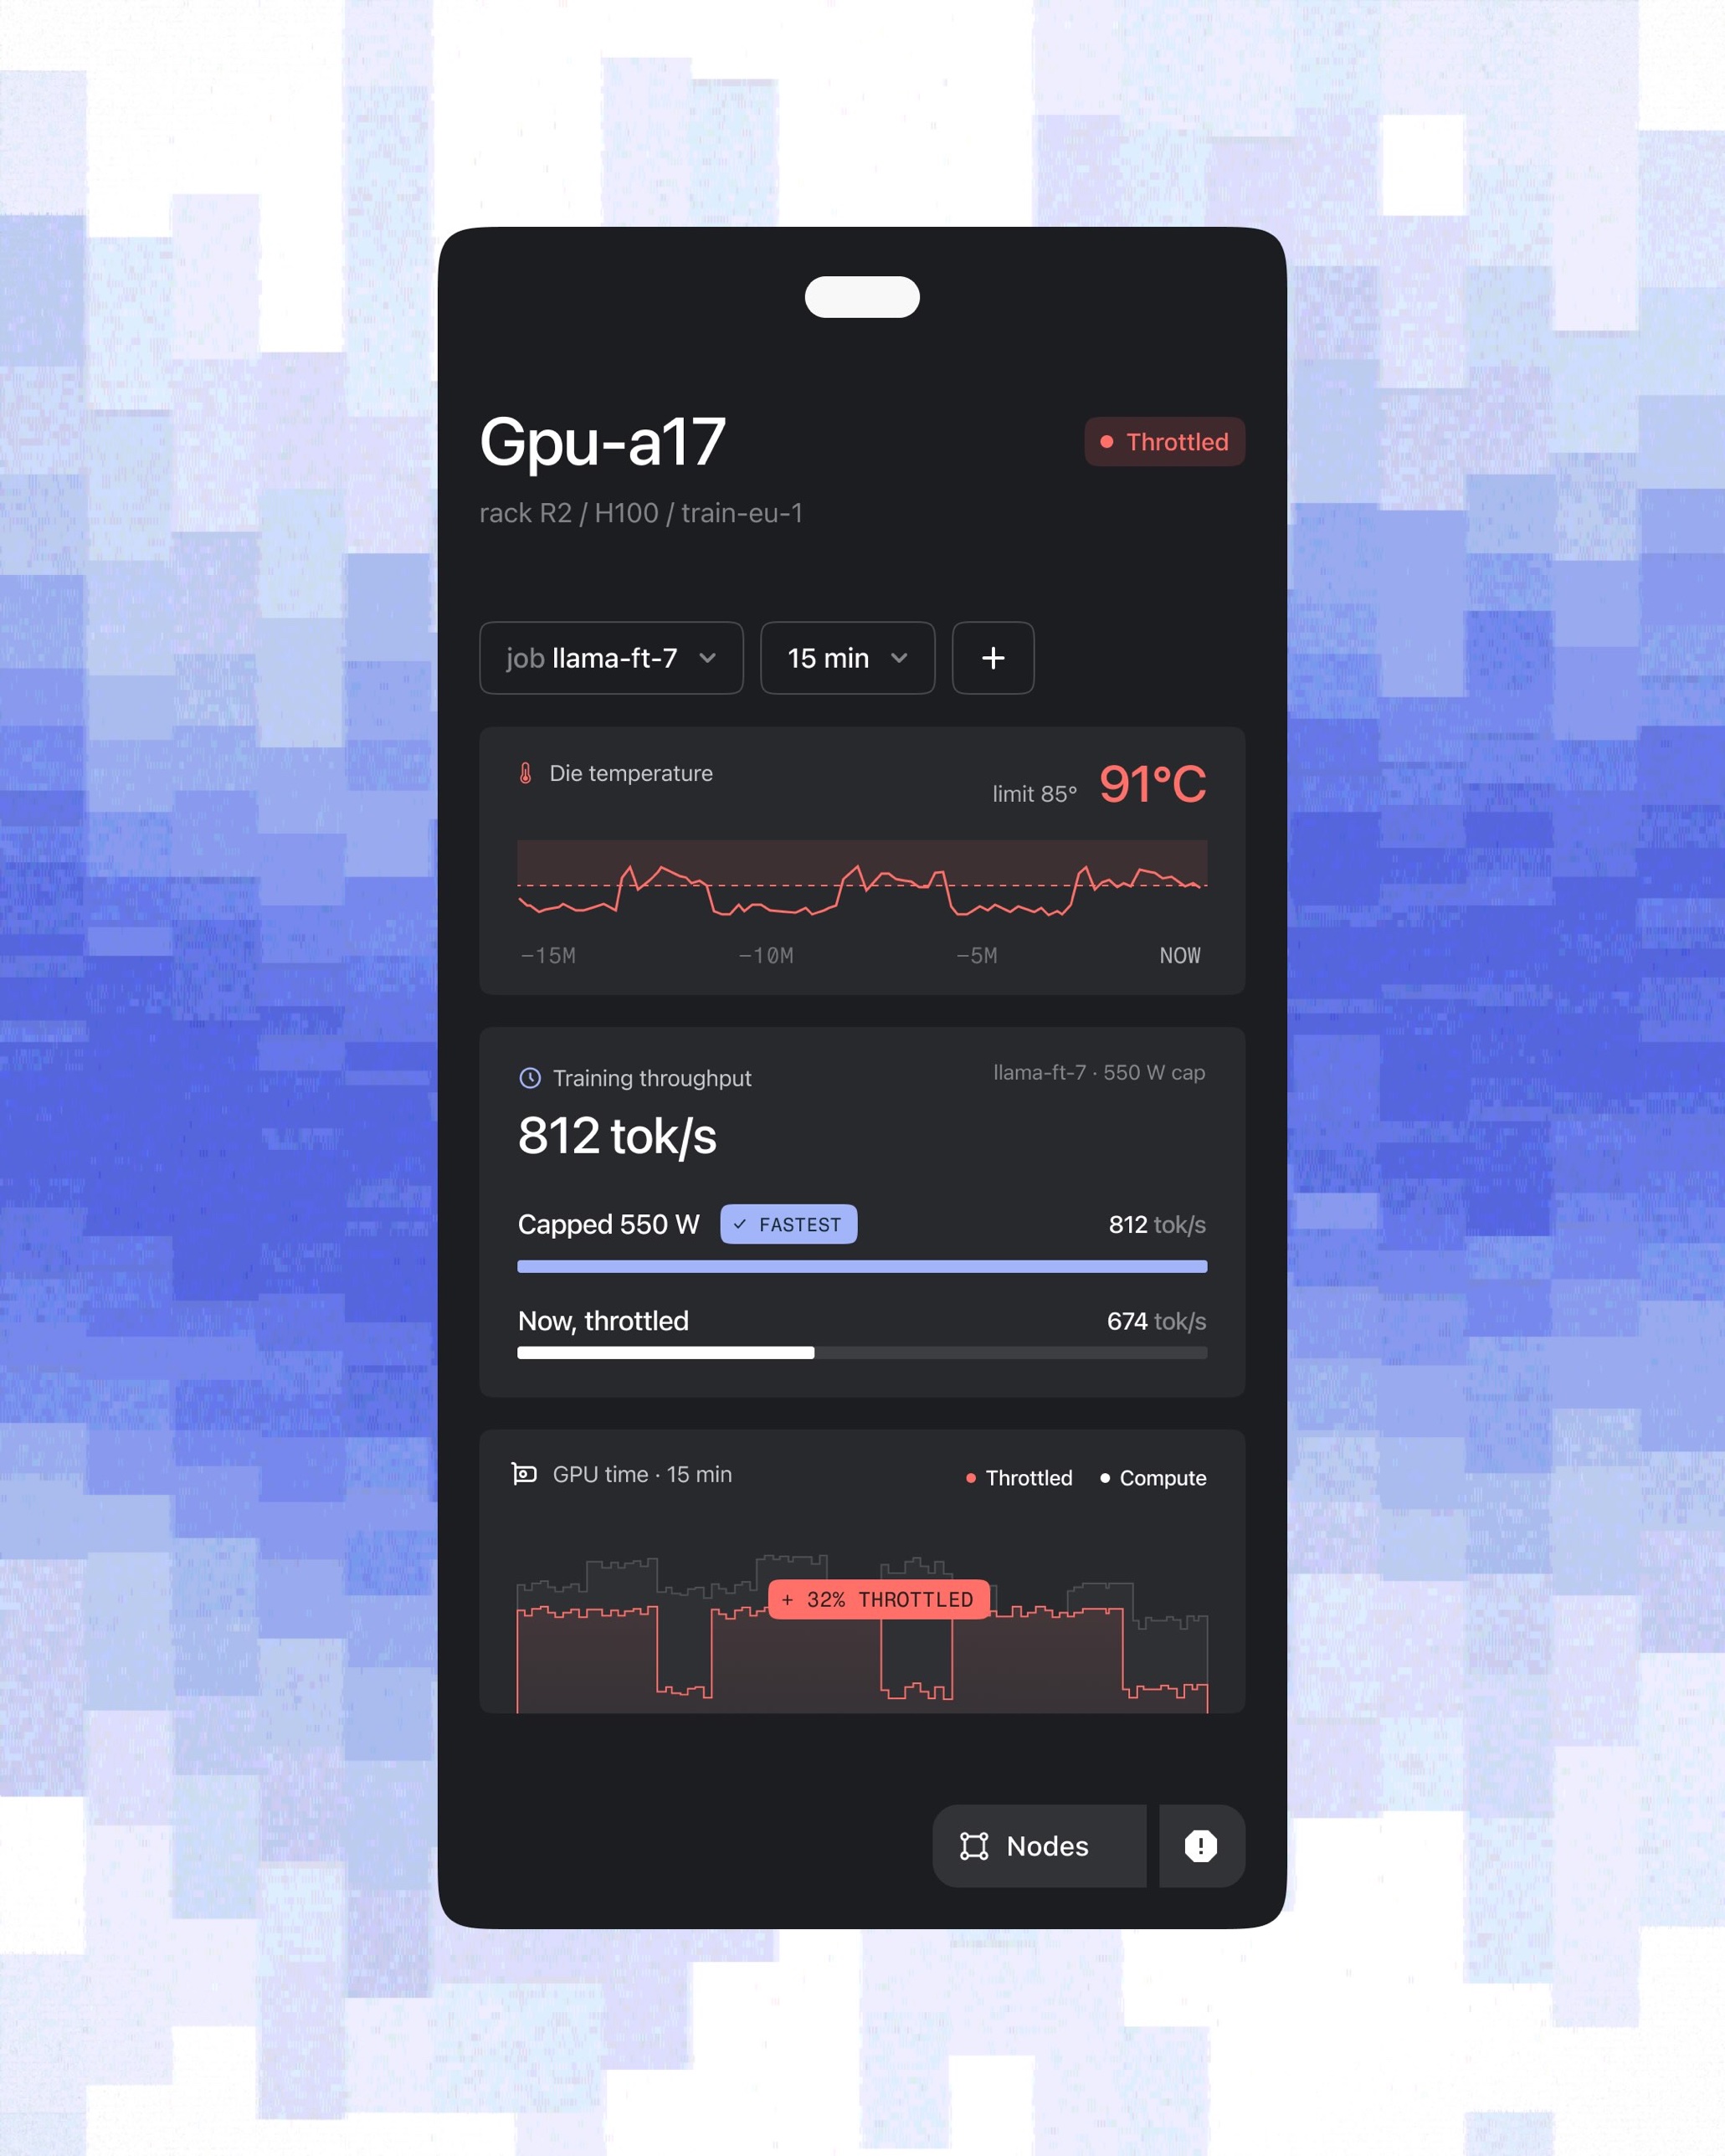 Gpu-a17
Throttled
rack R2 / H100 / train-eu-1
job llama-ft-7
15 min
+
Die temperature
limit 85° 91°C
−15M −10M −5M NOW
Training throughput
llama-ft-7 · 550 W cap
812 tok/s
Capped 550 W
✓ FASTEST
812 tok/s
Now, throttled
674 tok/s
GPU time · 15 min
Throttled
Compute
+ 32% THROTTLED
Nodes